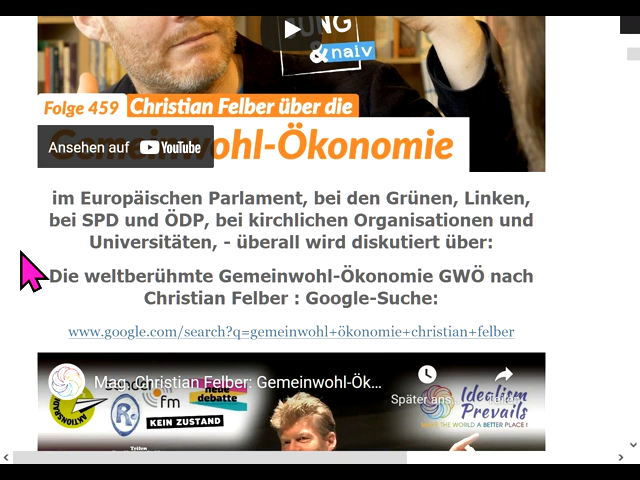 JUNG
& naiv
Folge 459 Christian Felber über die
Gemeinwohl-Ökonomie
Ansehen auf YouTube
im Europäischen Parlament, bei den Grünen, Linken,
bei SPD und ÖDP, bei kirchlichen Organisationen und
Universitäten, - überall wird diskutiert über:
Die weltberühmte Gemeinwohl-Ökonomie GWÖ nach
Christian Felber : Google-Suche:
www.google.com/search?q=gemeinwohl+ökonomie+christian+felber
Mag. Christian Felber: Gemeinwohl-Ök...
Später ans...
fm
neue
debatte
KEIN ZUSTAND
Idealism
Prevails
THE WORLD A BETTER PLACE !
Teilen